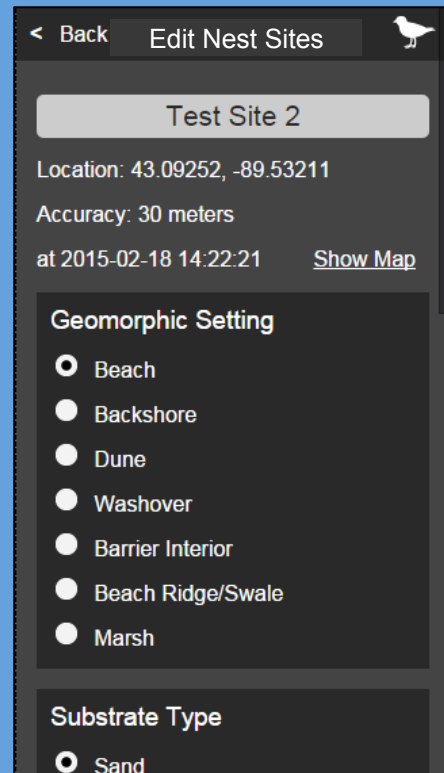 < Back Edit Nest Sites
Test Site 2
Location: 43.09252, -89.53211
Accuracy: 30 meters
at 2015-02-18 14:22:21 Show Map
Geomorphic Setting
Beach
Backshore
Dune
Washover
Barrier Interior
Beach Ridge/Swale
Marsh
Substrate Type
Sand